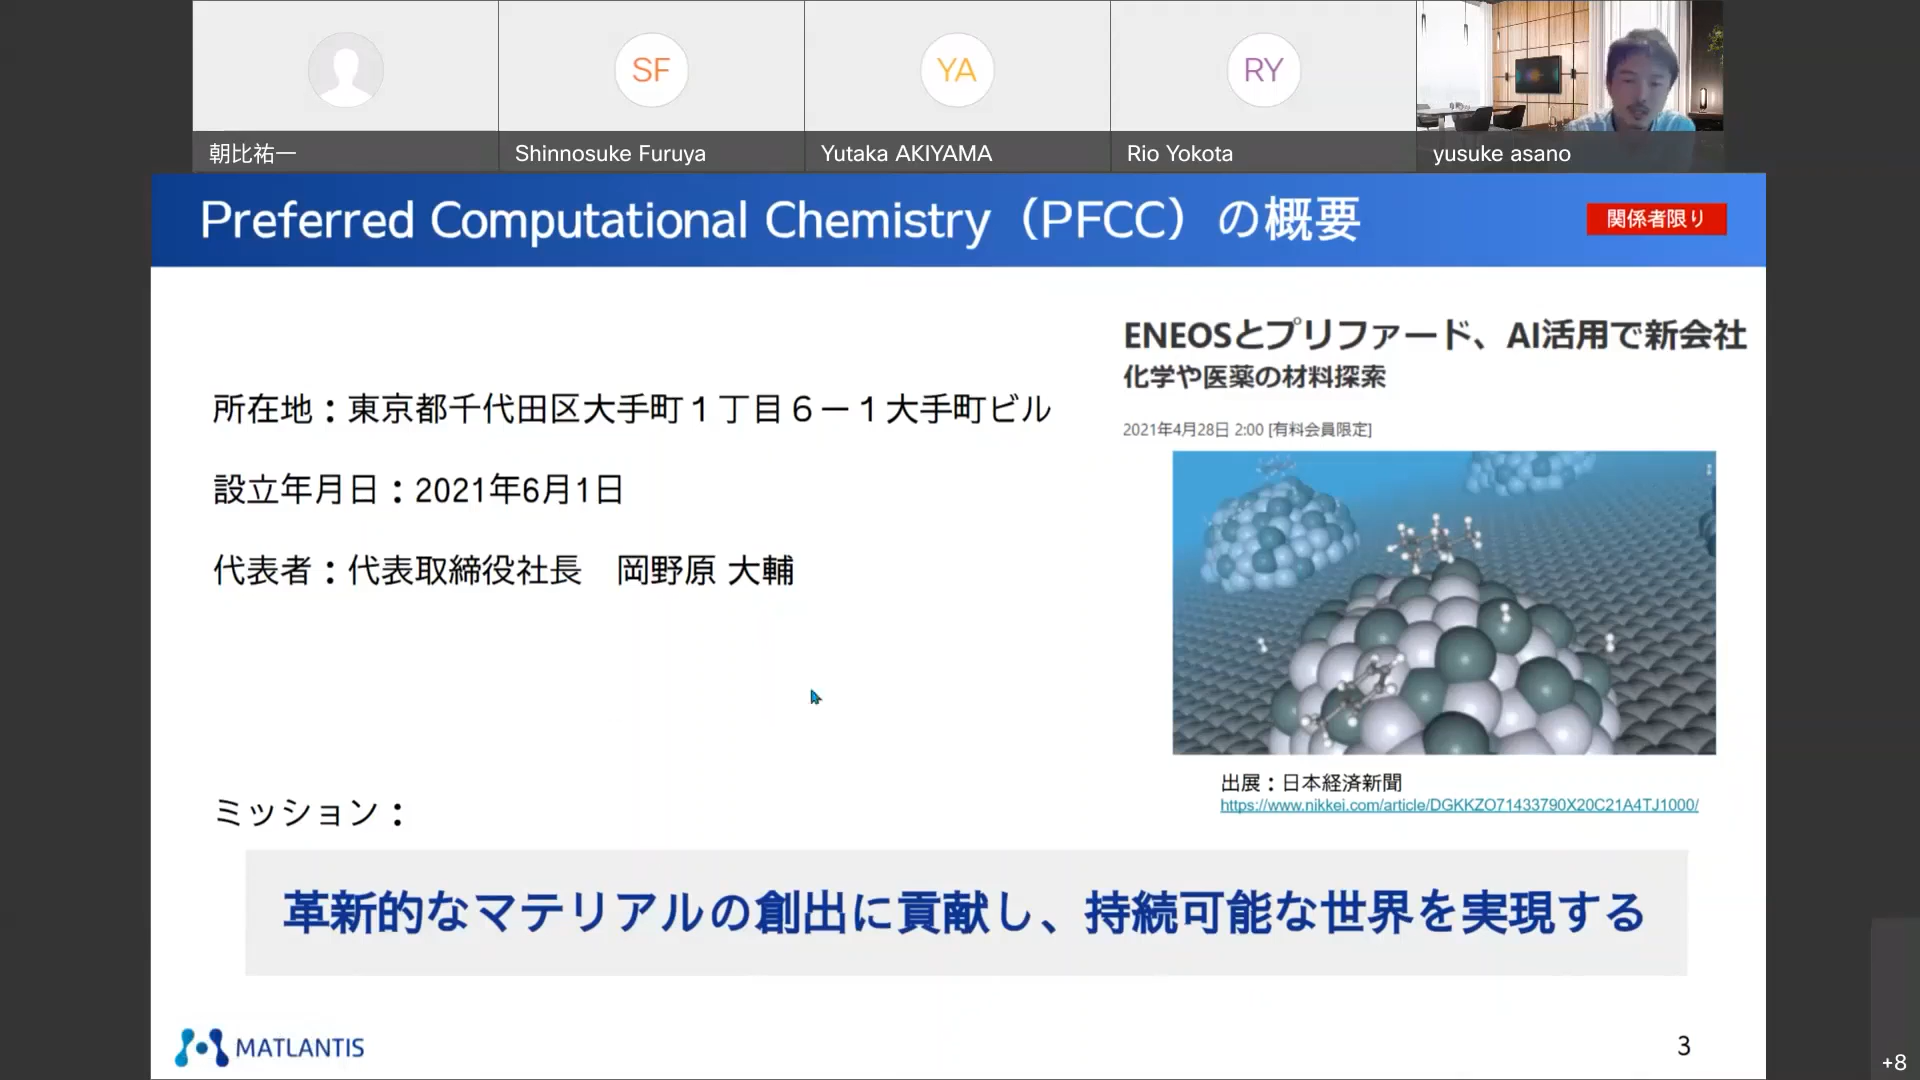 SF
YA
RY
朝比祐一
Shinnosuke Furuya
Yutaka AKIYAMA
Rio Yokota
yusuke asano
Preferred Computational Chemistry（PFCC）の概要
関係者限り
ENEOSとプリファード、AI活用で新会社
化学や医薬の材料探索
2021年4月28日 2:00 [有料会員限定]
所在地：東京都千代田区大手町１丁目６－１大手町ビル
設立年月日：2021年6月1日
代表者：代表取締役社長　岡野原 大輔
出展：日本経済新聞
https://www.nikkei.com/article/DGKKZO71433790X20C21A4TJ1000/
ミッション：
革新的なマテリアルの創出に貢献し、持続可能な世界を実現する
MATLANTIS
3
+8